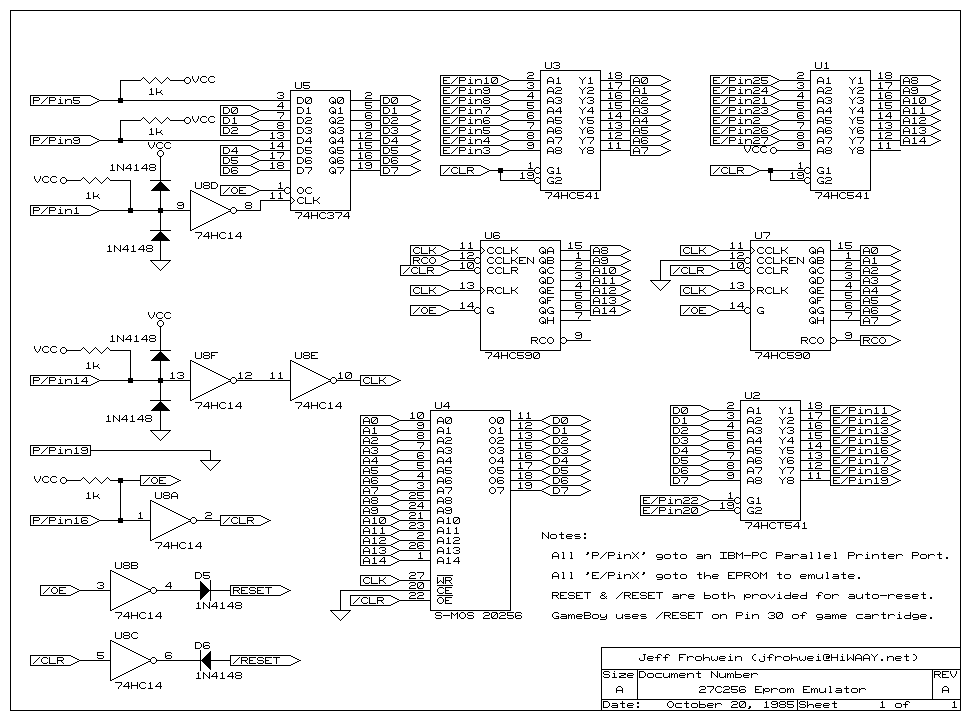 P/Pin5
1k
VCC
P/Pin9
1k
VCC
VCC
1N4148
VCC
1k
P/Pin1
1N4148
U8D
9
8
74HC14
U5
D0 D1 D2 D4 D5 D6 /OE
3 4 7 8 13 14 17 18 1 11
D0 D1 D2 D3 D4 D5 D6 D7 OC CLK
Q0 Q1 Q2 Q3 Q4 Q5 Q6 Q7
2 5 6 9 12 15 16 19
D0 D1 D2 D3 D4 D5 D6 D7
74HC374
U3
E/Pin10 2 A1 Y1 18 A0
E/Pin9 3 A2 Y2 17 A1
E/Pin8 4 A3 Y3 16 A2
E/Pin7 5 A4 Y4 15 A3
E/Pin6 6 A5 Y5 14 A4
E/Pin5 7 A6 Y6 13 A5
E/Pin4 8 A7 Y7 12 A6
E/Pin3 9 A8 Y8 11 A7
/CLR 1 G1
19 G2
74HC541
U1
E/Pin25 2 A1 Y1 18 A8
E/Pin24 3 A2 Y2 17 A9
E/Pin21 4 A3 Y3 16 A10
E/Pin23 5 A4 Y4 15 A11
E/Pin2 6 A5 Y5 14 A12
E/Pin26 7 A6 Y6 13 A13
E/Pin27 8 A7 Y7 12 A14
VCC 9 A8 Y8 11
/CLR 1 G1
19 G2
74HC541
U6
CLK 11 CCLK
RCO 12 CCLKEN
/CLR 10 CCLR
CLK 13 RCLK
/OE 14 G
QA 15 A8
QB 1 A9
QC 2 A10
QD 3 A11
QE 4 A12
QF 5 A13
QG 6 A14
QH 7
RCO 9
74HC590
U7
CLK 11 CCLK
12 CCLKEN
/CLR 10 CCLR
CLK 13 RCLK
/OE 14 G
QA 15 A0
QB 1 A1
QC 2 A2
QD 3 A3
QE 4 A4
QF 5 A5
QG 6 A6
QH 7 A7
RCO 9 RCO
74HC590
VCC
1N4148
VCC
1k
P/Pin14
1N4148
13 U8F 12
74HC14
11 U8E 10
74HC14
CLK
P/Pin19
VCC
1k
/OE
P/Pin16
1 U8A 2
74HC14
/CLR
/OE
3 U8B 4
74HC14
D5
1N4148
RESET
/CLR
5 U8C 6
74HC14
D6
1N4148
/RESET
U4
A0 10 A0 O0 11 D0
A1 9 A1 O1 12 D1
A2 8 A2 O2 13 D2
A3 7 A3 O3 15 D3
A4 6 A4 O4 16 D4
A5 5 A5 O5 17 D5
A6 4 A6 O6 18 D6
A7 3 A7 O7 19 D7
A8 25 A8
A9 24 A9
A10 21 A10
A11 23 A11
A12 2 A12
A13 26 A13
A14 1 A14
CLK 27 WR
20 CE
/CLR 22 OE
S-MOS 20256
U2
D0 2 A1 Y1 18 E/Pin11
D1 3 A2 Y2 17 E/Pin12
D2 4 A3 Y3 16 E/Pin13
D3 5 A4 Y4 15 E/Pin15
D4 6 A5 Y5 14 E/Pin16
D5 7 A6 Y6 13 E/Pin17
D6 8 A7 Y7 12 E/Pin18
D7 9 A8 Y8 11 E/Pin19
E/Pin22 1 G1
E/Pin20 19 G2
74HCT541
Notes:
All 'P/PinX' goto an IBM-PC Parallel Printer Port.
All 'E/PinX' goto the EPROM to emulate.
RESET & /RESET are both provided for auto-reset.
GameBoy uses /RESET on Pin 30 of game cartridge.
Jeff Frohwein (jfrohwei@HiWAAY.net)
Size Document Number REV
A 27C256 Eprom Emulator A
Date: October 20, 1985 Sheet 1 of 1